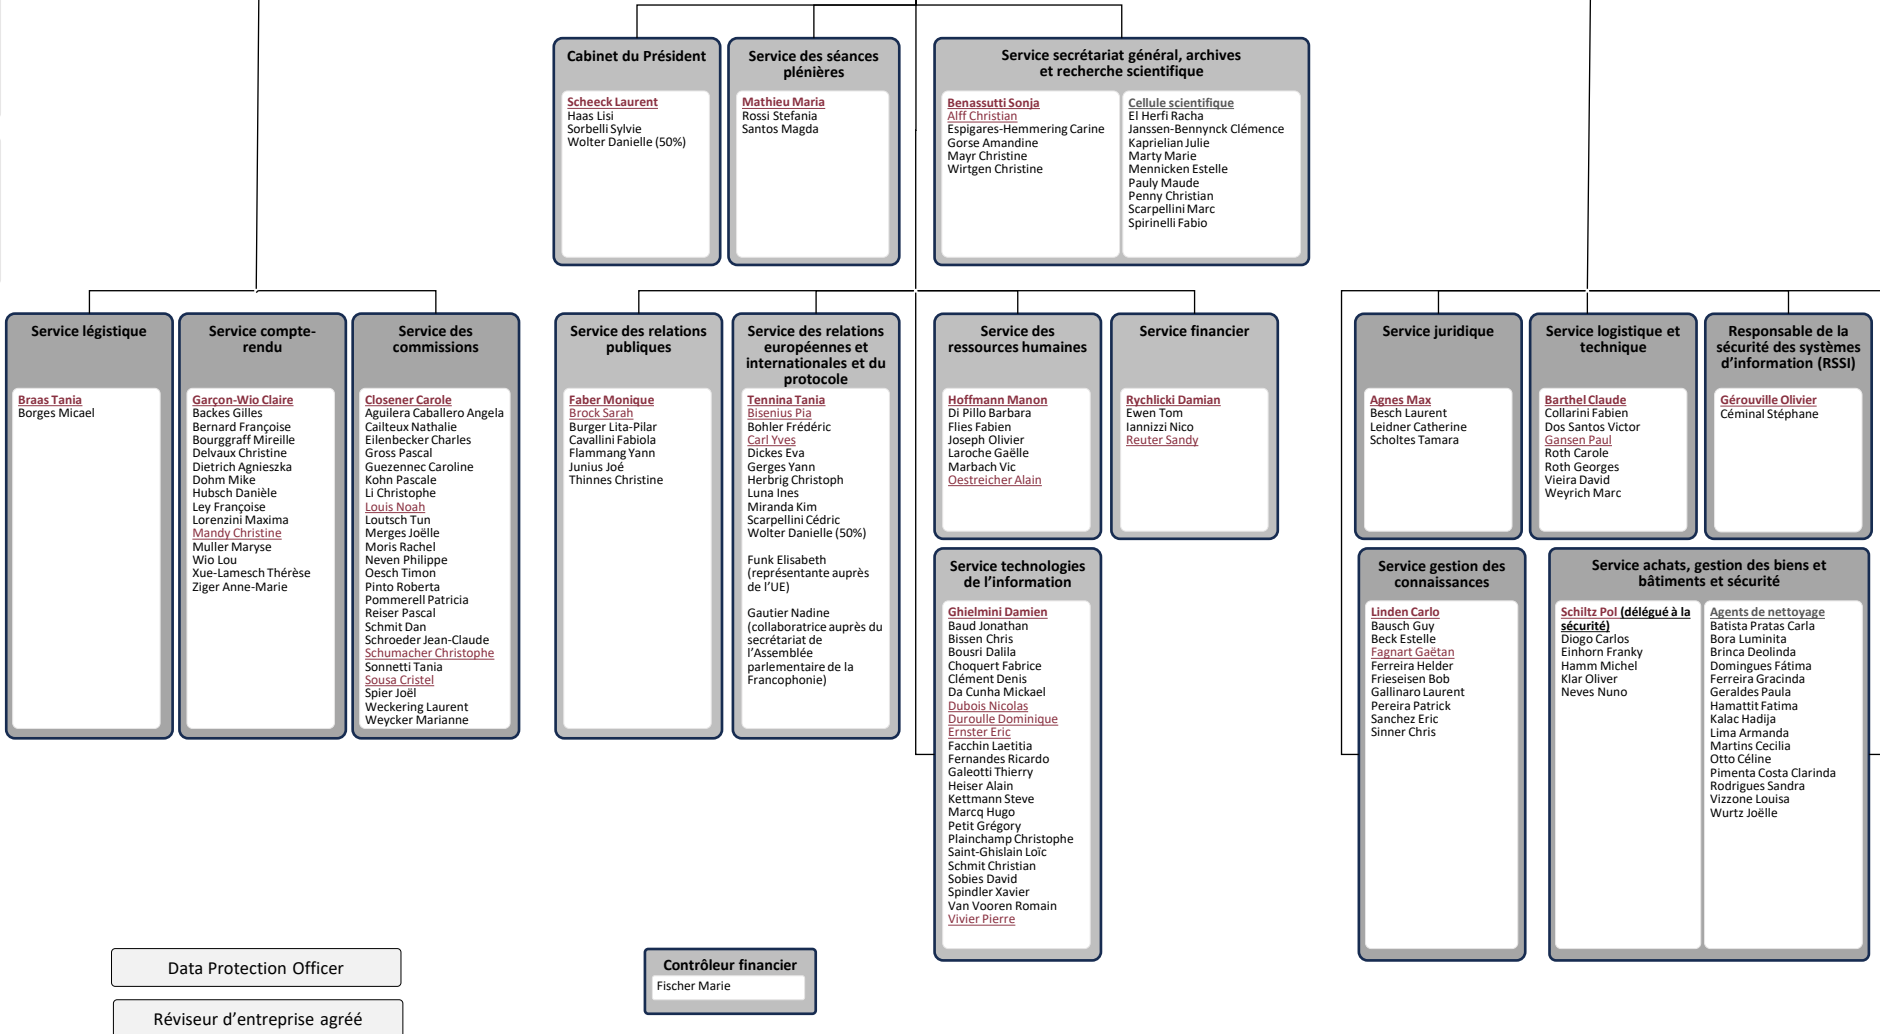 Cabinet du Président
Scheeck Laurent
Haas Lisi
Sorbelli Sylvie
Wolter Danielle (50%)
Service des séances
plénières
Mathieu Maria
Rossi Stefania
Santos Magda
Service secrétariat général, archives
et recherche scientifique
Benassutti Sonja
Alff Christian
Espigares-Hemmering Carine
Gorse Amandine
Mayr Christine
Wirtgen Christine
Cellule scientifique
El Herfi Racha
Janssen-Bennynck Clémence
Kaprielian Julie
Marty Marie
Mennicken Estelle
Pauly Maude
Penny Christian
Scarpellini Marc
Spirinelli Fabio
Service légistique
Braas Tania
Borges Micael
Service compte-
rendu
Garçon-Wio Claire
Backes Gilles
Bernard Françoise
Bourggraff Mireille
Delvaux Christine
Dietrich Agnieszka
Dohm Mike
Hubsch Danièle
Ley Françoise
Lorenzini Maxima
Mandy Christine
Muller Maryse
Wio Lou
Xue-Lamesch Thérèse
Ziger Anne-Marie
Service des
commissions
Closener Carole
Aguilera Caballero Angela
Cailteux Nathalie
Eilenbecker Charles
Gross Pascal
Guezennec Caroline
Kohn Pascale
Li Christophe
Louis Noah
Loutsch Tun
Merges Joëlle
Moris Rachel
Neven Philippe
Oesch Timon
Pinto Roberta
Pommerell Patricia
Reiser Pascal
Schmit Dan
Schroeder Jean-Claude
Schumacher Christophe
Sonnetti Tania
Sousa Cristel
Spier Joël
Weckering Laurent
Weycker Marianne
Service des relations
publiques
Faber Monique
Brock Sarah
Burger Lita-Pilar
Cavallini Fabiola
Flammang Yann
Junius Joé
Thinnes Christine
Service des relations
européennes et
internationales et du
protocole
Tennina Tania
Bisenius Pia
Bohler Frédéric
Carl Yves
Dickes Eva
Gerges Yann
Herbrig Christoph
Luna Ines
Miranda Kim
Scarpellini Cédric
Wolter Danielle (50%)
Funk Elisabeth
(représentante auprès
de l'UE)
Gautier Nadine
(collaboratrice auprès du
secrétariat de
l'Assemblée
parlementaire de la
Francophonie)
Service des
ressources humaines
Hoffmann Manon
Di Pillo Barbara
Flies Fabien
Joseph Olivier
Laroche Gaëlle
Marbach Vic
Oestreicher Alain
Service financier
Rychlicki Damian
Ewen Tom
Iannizzi Nico
Reuter Sandy
Service technologies
de l'information
Ghielmini Damien
Baud Jonathan
Bissen Chris
Bousri Dalila
Choquert Fabrice
Clément Denis
Da Cunha Mickael
Dubois Nicolas
Duroulle Dominique
Ernster Eric
Facchin Laetitia
Fernandes Ricardo
Galeotti Thierry
Heiser Alain
Kettmann Steve
Marcq Hugo
Petit Grégory
Plainchamp Christophe
Saint-Ghislain Loïc
Schmit Christian
Sobies David
Spindler Xavier
Van Vooren Romain
Vivier Pierre
Service juridique
Agnes Max
Besch Laurent
Leidner Catherine
Scholtes Tamara
Service logistique et
technique
Barthel Claude
Collarini Fabien
Dos Santos Victor
Gansen Paul
Roth Carole
Roth Georges
Vieira David
Weyrich Marc
Responsable de la
sécurité des systèmes
d'information (RSSI)
Gérouville Olivier
Céminal Stéphane
Service gestion des
connaissances
Linden Carlo
Bausch Guy
Beck Estelle
Fagnart Gaëtan
Ferreira Helder
Frieseisen Bob
Gallinaro Laurent
Pereira Patrick
Sanchez Eric
Sinner Chris
Service achats, gestion des biens et
bâtiments et sécurité
Schiltz Pol (délégué à la
sécurité)
Diogo Carlos
Einhorn Franky
Hamm Michel
Klar Oliver
Neves Nuno
Agents de nettoyage
Batista Pratas Carla
Bora Luminita
Brinca Deolinda
Domingues Fátima
Ferreira Gracinda
Geraldes Paula
Hamattit Fatima
Kalac Hadija
Lima Armanda
Martins Cecilia
Otto Céline
Pimenta Costa Clarinda
Rodrigues Sandra
Vizzone Louisa
Wurtz Joëlle
Data Protection Officer
Réviseur d'entreprise agréé
Contrôleur financier
Fischer Marie